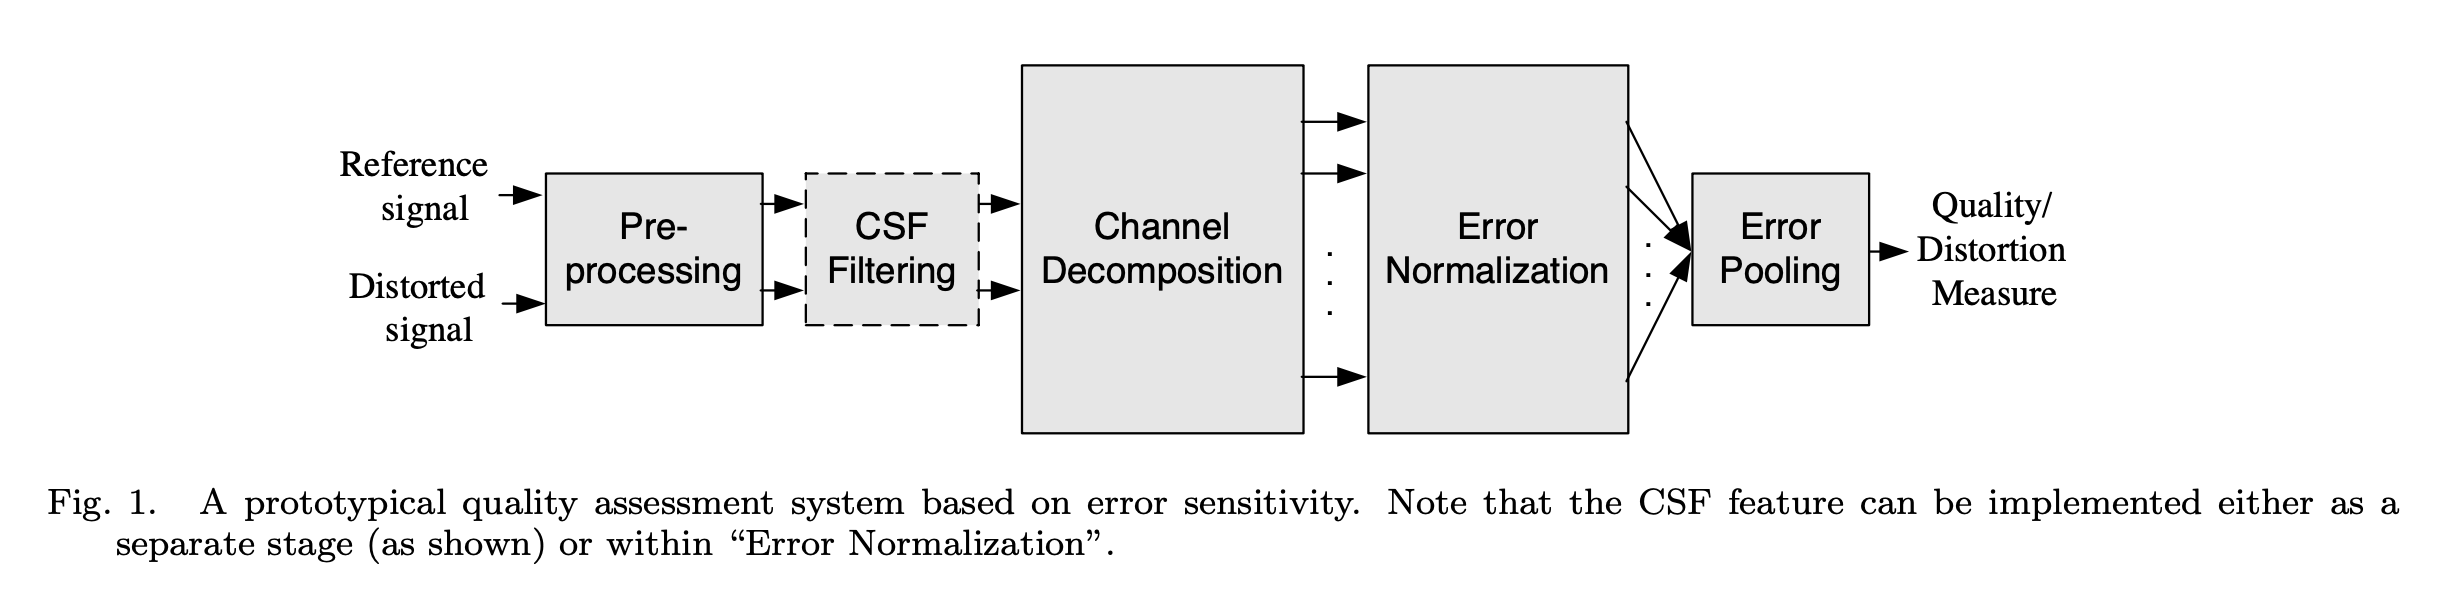 Reference
signal
Distorted
signal
Pre-
processing
CSF
Filtering
Channel
Decomposition
Error
Normalization
Error
Pooling
Quality/
Distortion
Measure
Fig. 1. A prototypical quality assessment system based on error sensitivity. Note that the CSF feature can be implemented either as a
separate stage (as shown) or within “Error Normalization”.